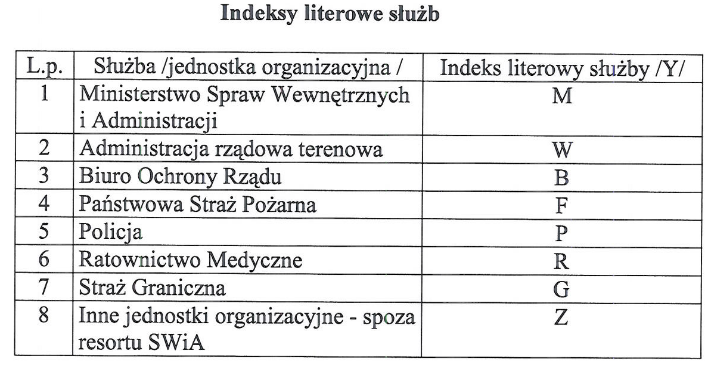 Indeksy literowe służb
L.p. Służba /jednostka organizacyjna / Indeks literowy służby /Y/
1 Ministerstwo Spraw Wewnętrznych M
i Administracji
2 Administracja rządowa terenowa W
3 Biuro Ochrony Rządu B
4 Państwowa Straż Pożarna F
5 Policja P
6 Ratownictwo Medyczne R
7 Straż Graniczna G
8 Inne jednostki organizacyjne - spoza Z
resortu SWiA